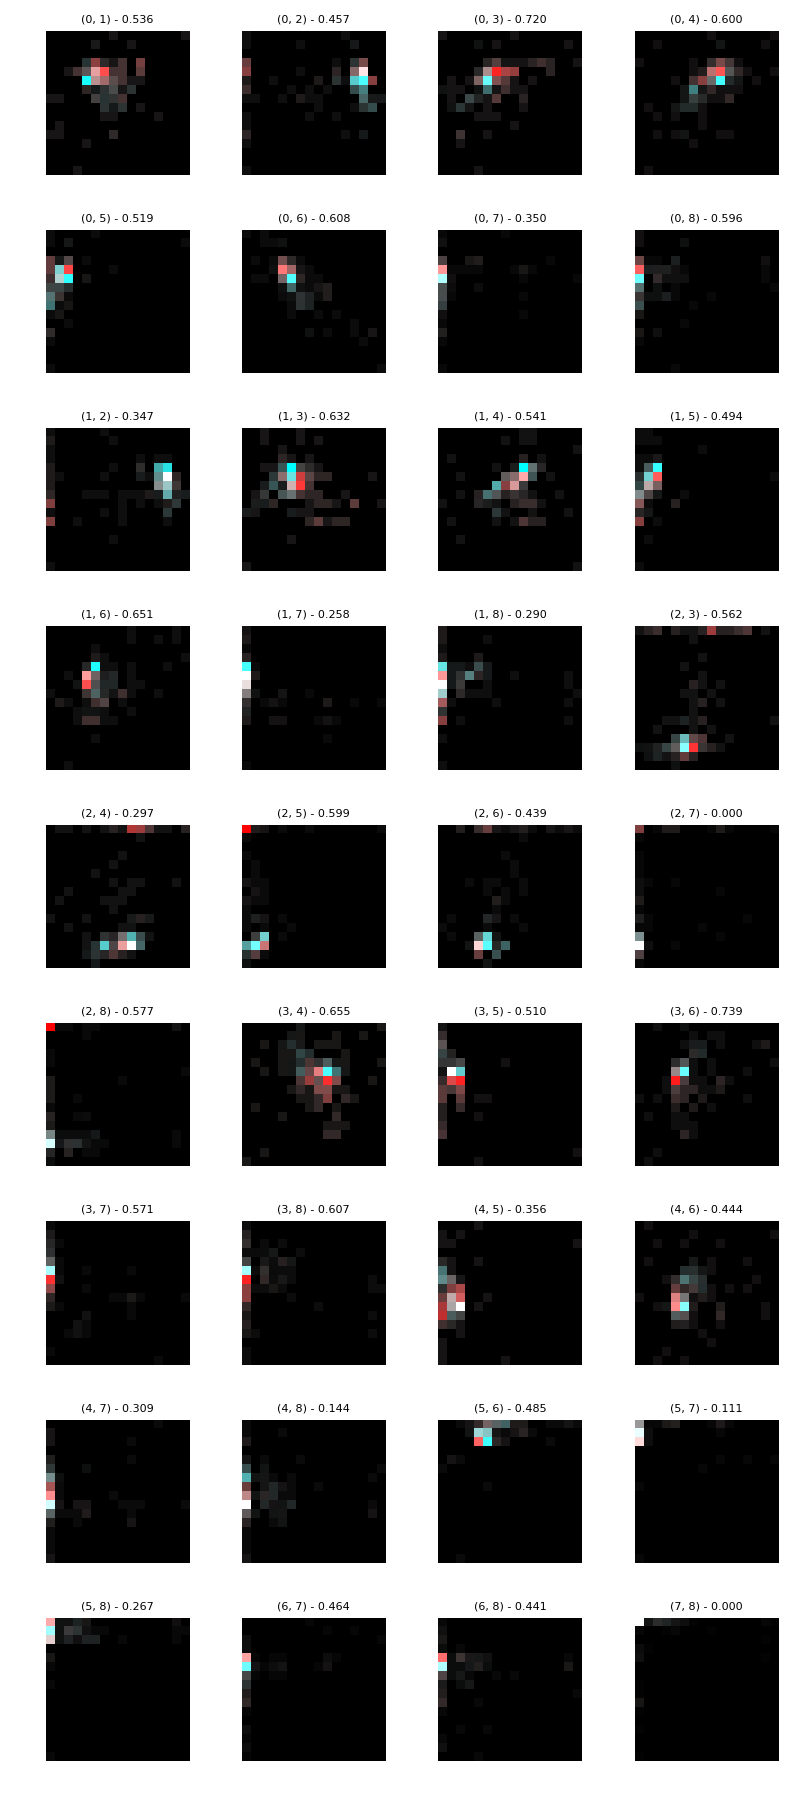 (0, 1) - 0.536 (0, 2) - 0.457 (0, 3) - 0.720 (0, 4) - 0.600
(0, 5) - 0.519 (0, 6) - 0.608 (0, 7) - 0.350 (0, 8) - 0.596
(1, 2) - 0.347 (1, 3) - 0.632 (1, 4) - 0.541 (1, 5) - 0.494
(1, 6) - 0.651 (1, 7) - 0.258 (1, 8) - 0.290 (2, 3) - 0.562
(2, 4) - 0.297 (2, 5) - 0.599 (2, 6) - 0.439 (2, 7) - 0.000
(2, 8) - 0.577 (3, 4) - 0.655 (3, 5) - 0.510 (3, 6) - 0.739
(3, 7) - 0.571 (3, 8) - 0.607 (4, 5) - 0.356 (4, 6) - 0.444
(4, 7) - 0.309 (4, 8) - 0.144 (5, 6) - 0.485 (5, 7) - 0.111
(5, 8) - 0.267 (6, 7) - 0.464 (6, 8) - 0.441 (7, 8) - 0.000